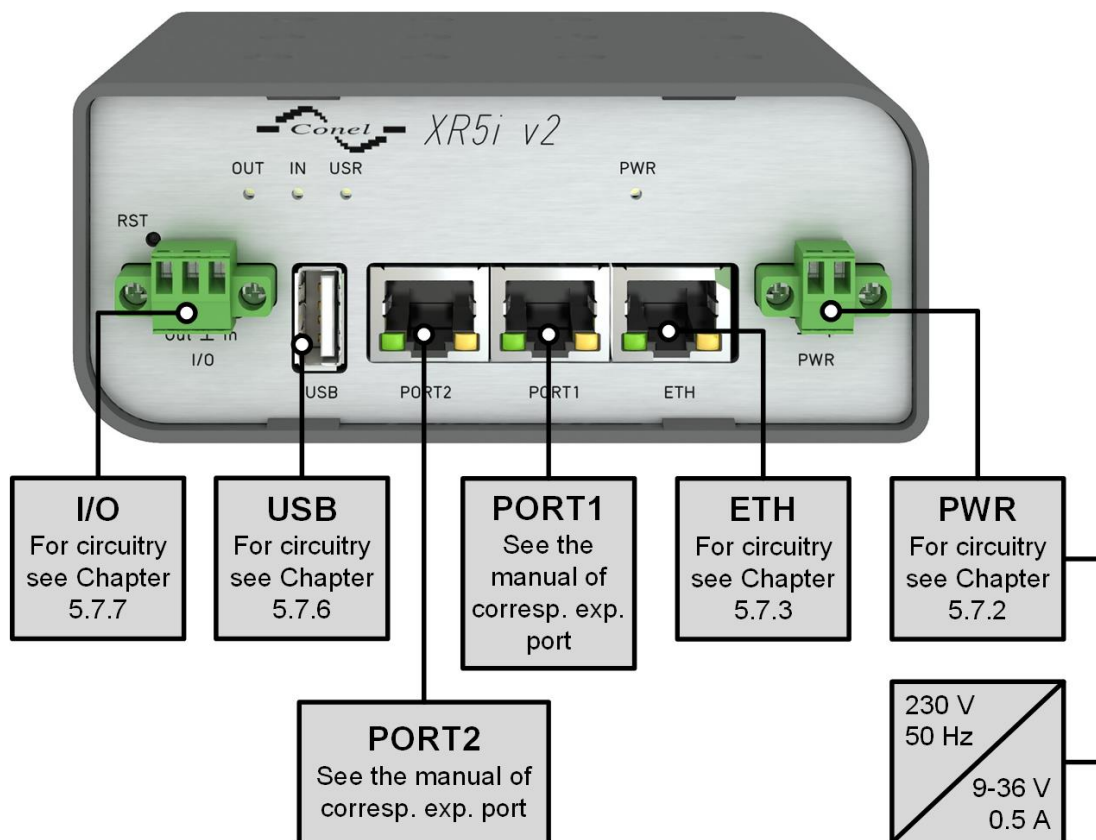 Conel XR5i v2
OUT IN USR PWR
RST
Out ⊥ In
I/O
USB
PORT2
PORT1
ETH
PWR
I/O
For circuitry
see Chapter
5.7.7
USB
For circuitry
see Chapter
5.7.6
PORT1
See the
manual of
corresp. exp.
port
ETH
For circuitry
see Chapter
5.7.3
PWR
For circuitry
see Chapter
5.7.2
PORT2
See the manual of
corresp. exp. port
230 V
50 Hz
9-36 V
0.5 A